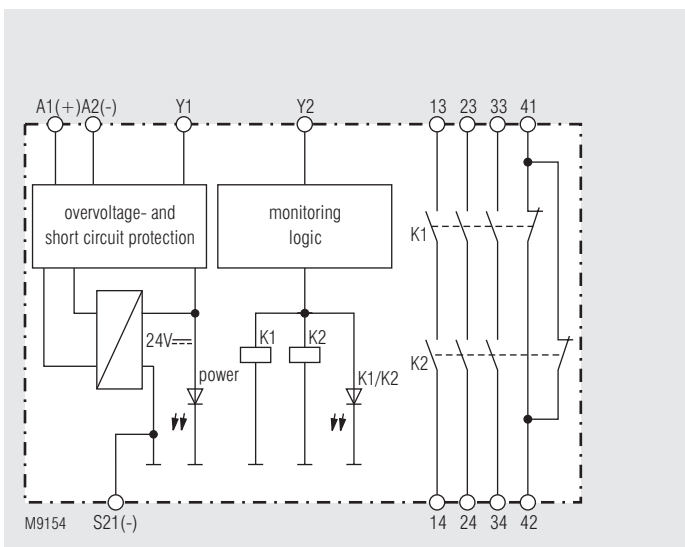 A1(+) A2(-) Y1 Y2 13 23 33 41
overvoltage- and
short circuit protection
monitoring
logic
K1
24V
K1 K2
K2
power
K1/K2
M9154 S21(-) 14 24 34 42